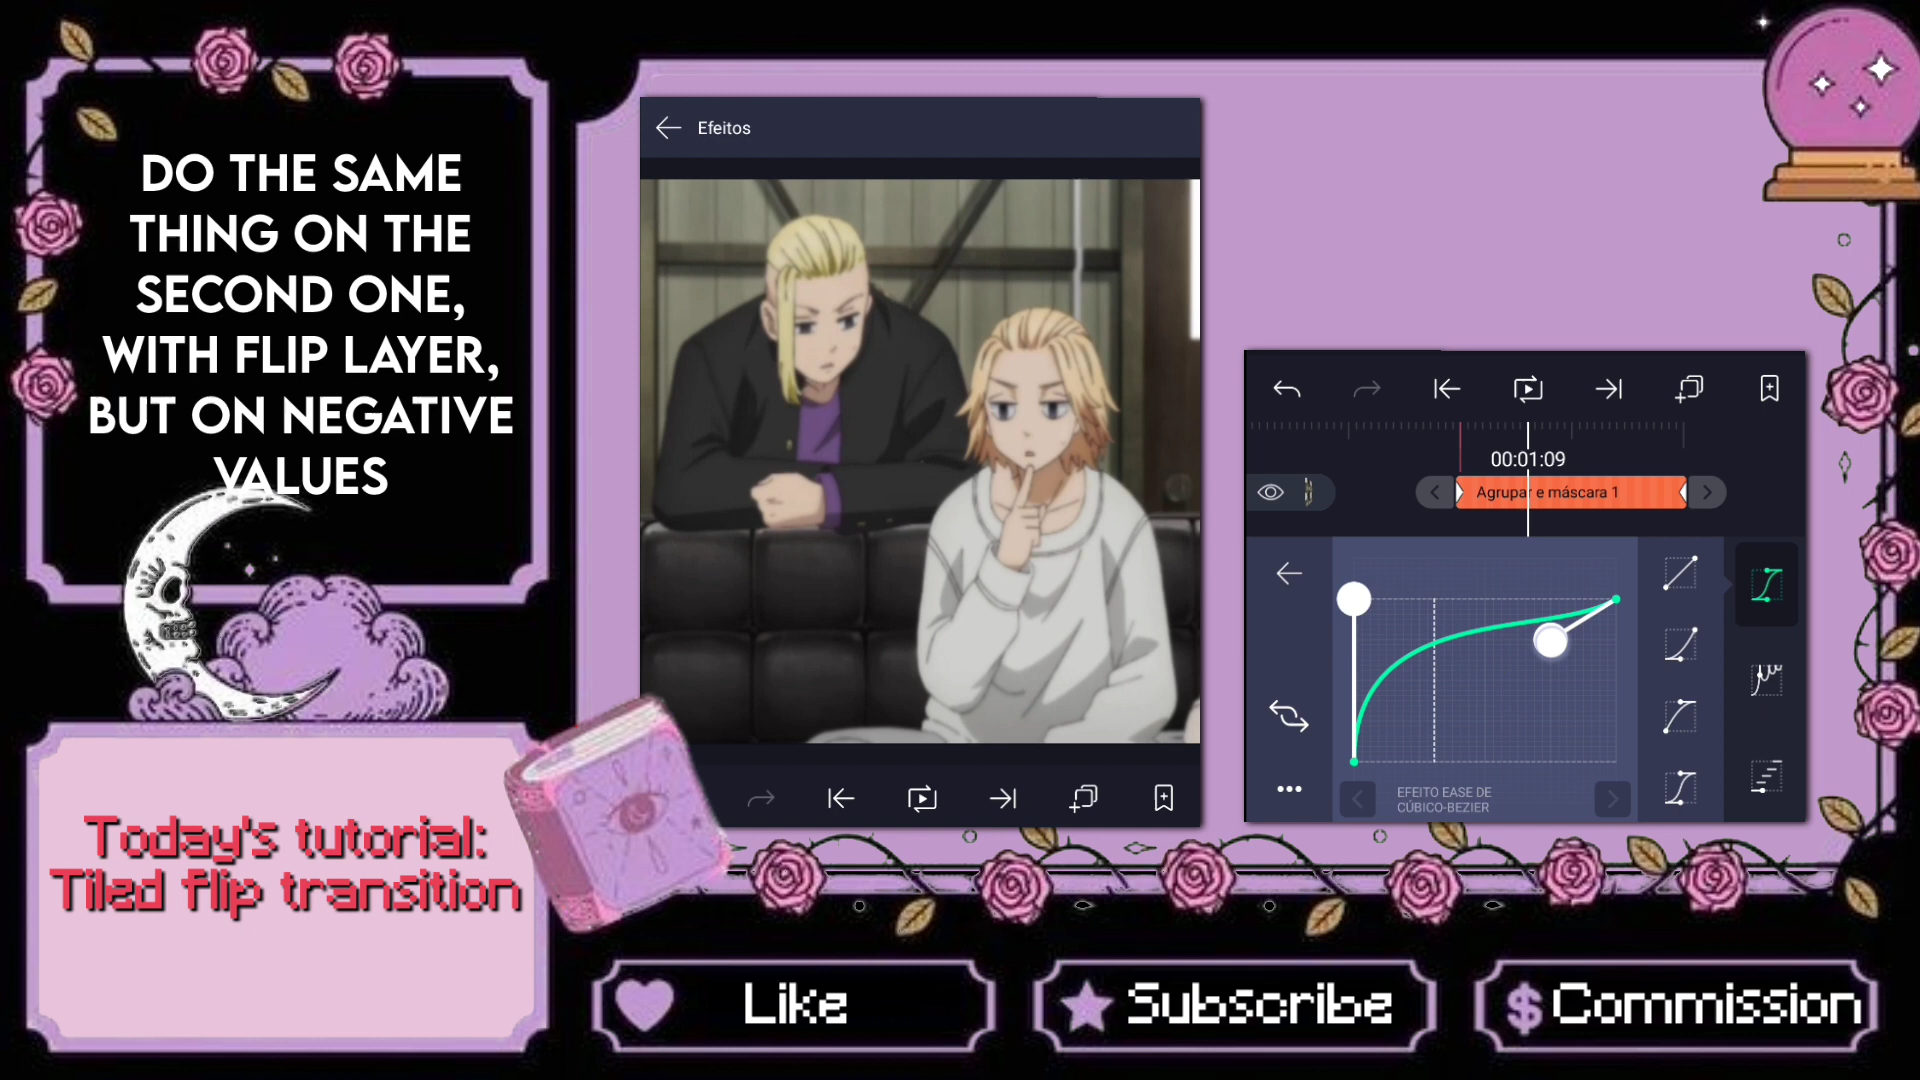 DO THE SAME
THING ON THE
SECOND ONE,
WITH FLIP LAYER,
BUT ON NEGATIVE
VALUES
Today's tutorial:
Tiled flip transition
Efeitos
00:01:09
Agrupar e máscara 1
EFEITO EASE DE
CÚBICO-BEZIER
Like
Subscribe
$ Commission